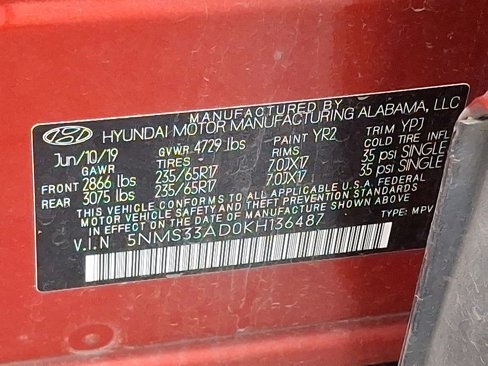 MANUFACTURED BY
HYUNDAI MOTOR MANUFACTURING ALABAMA, LLC
Jun/10/19 GVWR 4729 lbs PAINT YR2 TRIM YPJ
GAWR TIRES RIMS COLD TIRE INFL
FRONT 2866 lbs 235/65R17 7.0JX17 35 psi SINGLE
REAR 3075 lbs 235/65R17 7.0JX17 35 psi SINGLE
THIS VEHICLE CONFORMS TO ALL APPLICABLE
FEDERAL MOTOR VEHICLE SAFETY AND THEFT PREVENTION STANDARDS
IN EFFECT ON THE DATE OF MANUFACTURE SHOWN ABOVE.
V.I.N. 5NMS33AD0KH136487 TYPE: MPV